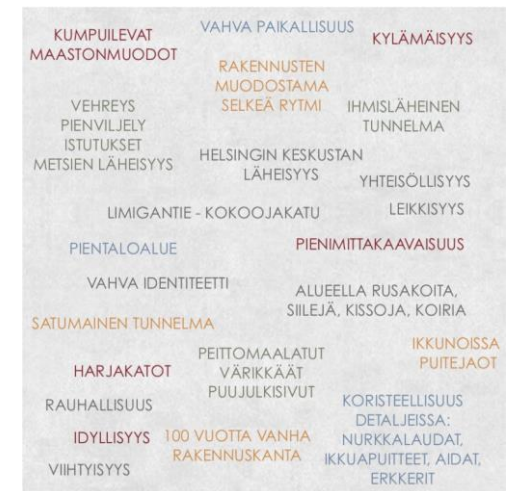 VAHVA PAIKALLISUUS
KUMPUILEVAT
MAASTONMUODOT
KYLÄMÄISYYS
RAKENNUSTEN
MUODOSTAMA
SELKEÄ RYTMI
VEHREYS
PIENVILJELY
ISTUTUKSET
METSIEN LÄHEISYYS
IHMISLÄHEINEN
TUNNELMA
HELSINGIN KESKUSTAN
LÄHEISYYS
YHTEISÖLLISYYS
LIMIGANTIE - KOKOOJAKATU
LEIKKISYYS
PIENTALOALUE
PIENIMITTAKAAVAISUUS
VAHVA IDENTITEETTI
ALUEELLA RUSAKOITA,
SIILEJÄ, KISSOJA, KOIRIA
SATUMAINEN TUNNELMA
IKKUNOISSA
PUITEJAOT
PEITTOMAALATUT
VÄRIKKÄÄT
PUUJULKISIVUT
HARJAKATOT
RAUHALLISUUS
KORISTEELLISUUS
DETALJEISSA:
NURKKALAUDAT,
IKKUAPUITTEET, AIDAT,
ERKKERIT
IDYLLISYYS
100 VUOTTA VANHA
RAKENNUSKANTA
VIIHTYISYYS